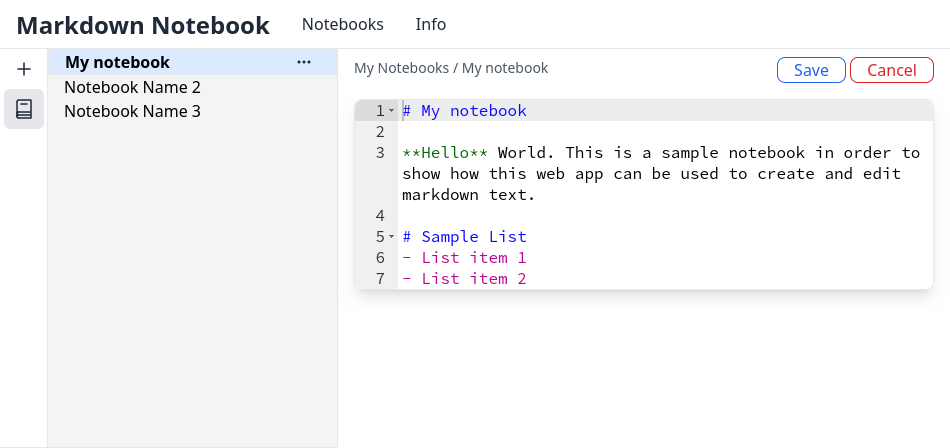 Markdown Notebook Notebooks Info
My notebook ...
Notebook Name 2
Notebook Name 3
My Notebooks / My notebook Save Cancel
1 # My notebook
2
3 **Hello** World. This is a sample notebook in order to
show how this web app can be used to create and edit
markdown text.
4
5 # Sample List
6 - List item 1
7 - List item 2